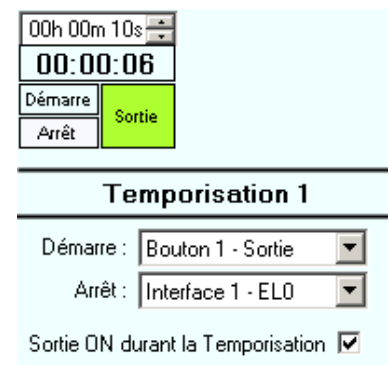 00h 00m 10s
00:00:06
Démarre
Sortie
Arrêt
Temporisation 1
Démarre : Bouton 1 - Sortie
Arrêt : Interface 1 - EL0
Sortie ON durant la Temporisation